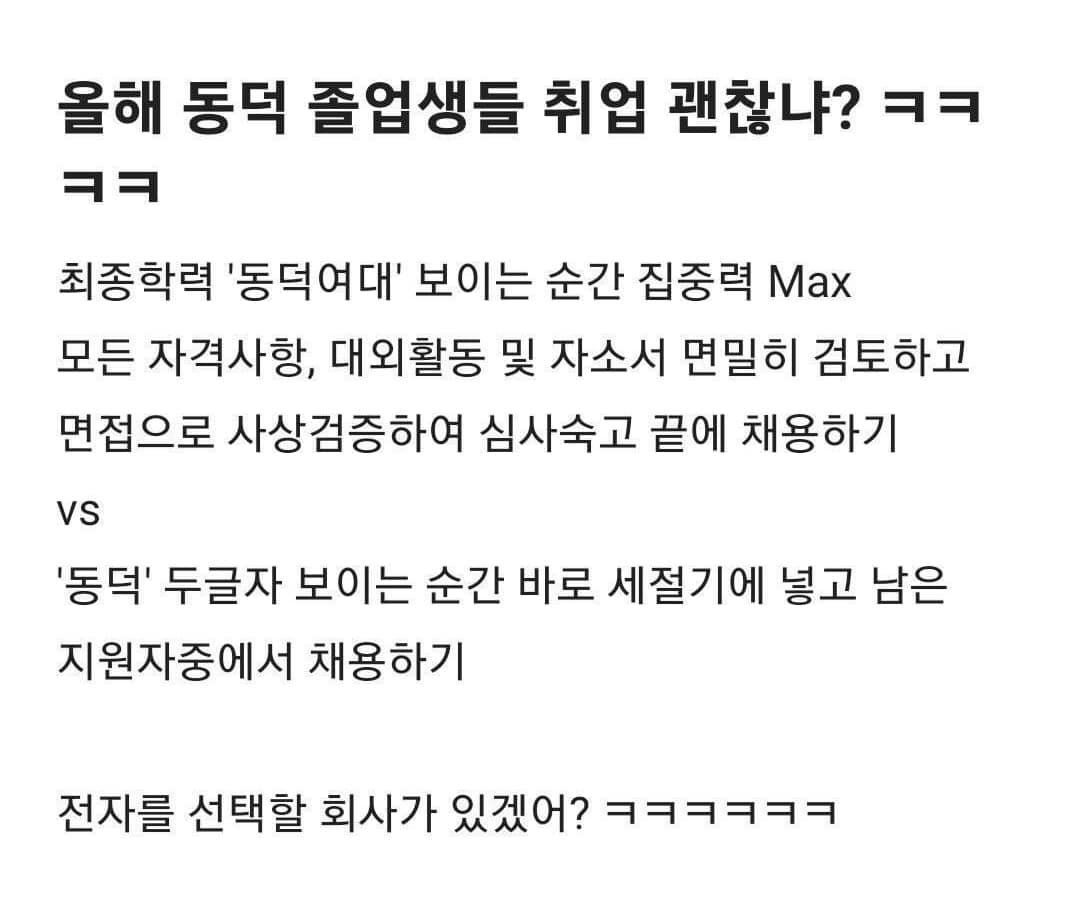 올해 동덕 졸업생들 취업 괜찮냐? ㅋㅋ
ㅋㅋ
최종학력 '동덕여대' 보이는 순간 집중력 Max
모든 자격사항, 대외활동 및 자소서 면밀히 검토하고
면접으로 사상검증하여 심사숙고 끝에 채용하기
vs
'동덕' 두글자 보이는 순간 바로 세절기에 넣고 남은
지원자중에서 채용하기
전자를 선택할 회사가 있겠어? ㅋㅋㅋㅋㅋㅋ